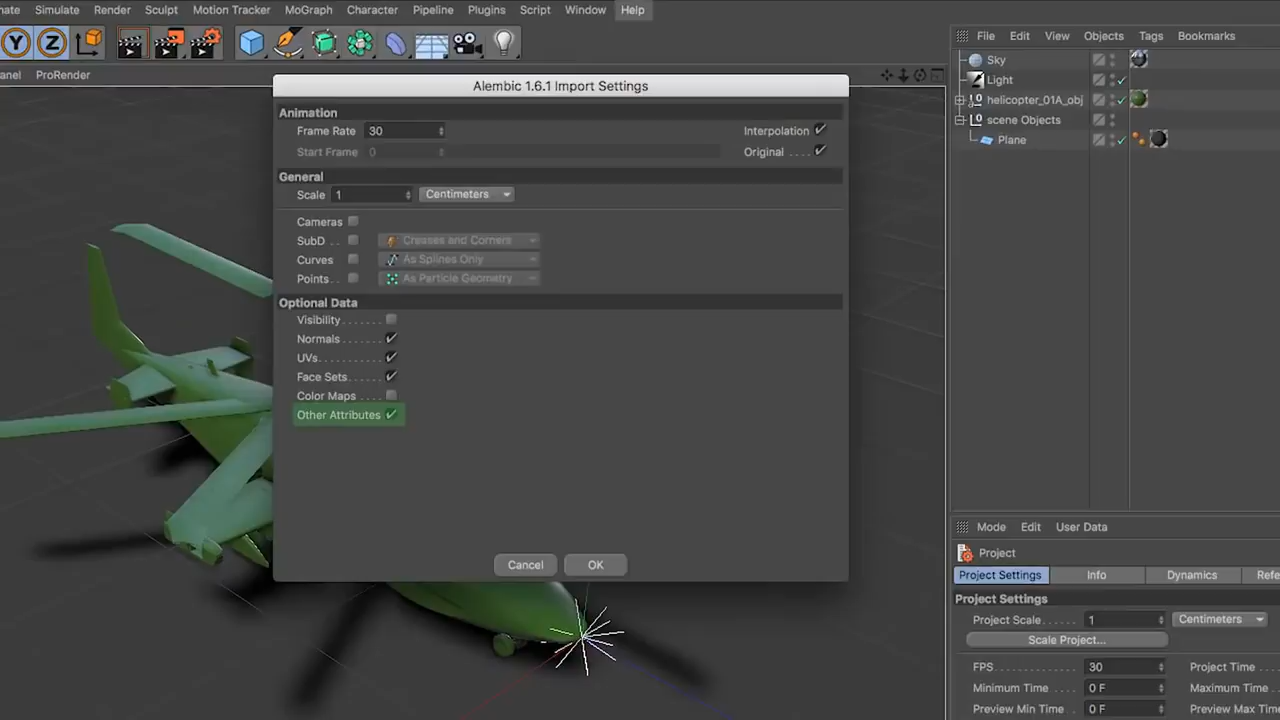 nate Simulate Render Sculpt Motion Tracker MoGraph Character Pipeline Plugins Script Window Help
File Edit View Objects Tags Bookmarks
Y Z
anel ProRender
Sky
Light
helicopter_01A_obj
scene Objects
Plane
Alembic 1.6.1 Import Settings
Animation
Frame Rate 30 Interpolation
Start Frame 0 Original ....
General
Scale 1 Centimeters
Cameras
SubD .. Creases and Corners
Curves As Splines Only
Points.. As Particle Geometry
Optional Data
Visibility.......
Normals .......
UVs...........
Face Sets......
Color Maps ....
Other Attributes
Cancel OK
Mode Edit User Data
Project
Project Settings Info Dynamics Refe
Project Settings
Project Scale..... 1 Centimeters
Scale Project...
FPS 30 Project Time
Minimum Time 0 F Maximum Time
Preview Min Time 0 F Preview Max Time